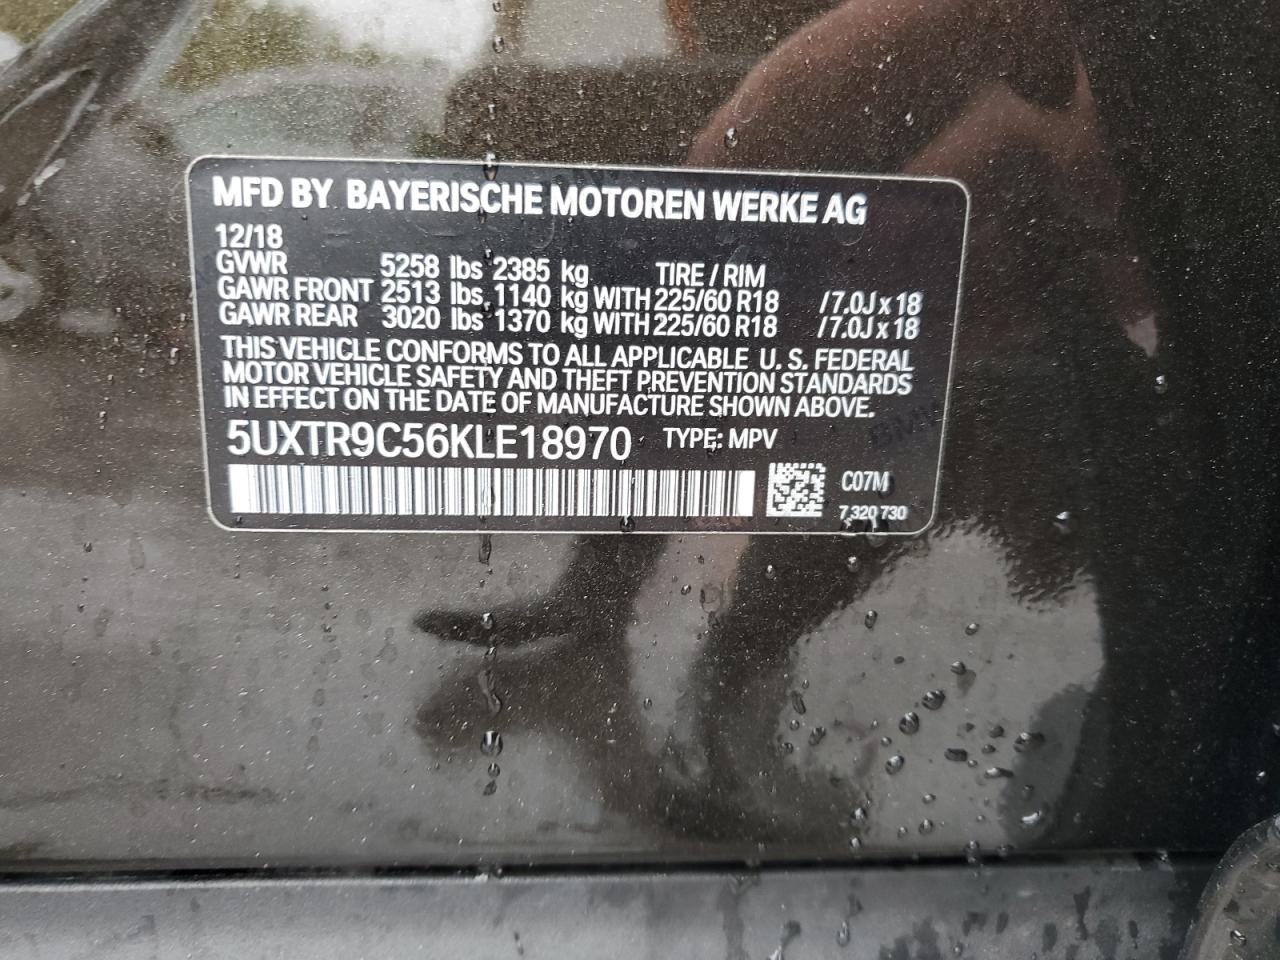 MFD BY BAYERISCHE MOTOREN WERKE AG
12/18
GVWR 5258 lbs 2385 kg TIRE / RIM
GAWR FRONT 2513 lbs 1140 kg WITH 225/60 R18 /7.0J x 18
GAWR REAR 3020 lbs 1370 kg WITH 225/60 R18 /7.0J x 18
THIS VEHICLE CONFORMS TO ALL APPLICABLE U. S. FEDERAL
MOTOR VEHICLE SAFETY AND THEFT PREVENTION STANDARDS
IN EFFECT ON THE DATE OF MANUFACTURE SHOWN ABOVE.
5UXTR9C56KLE18970 TYPE: MPV
C07M
7 320 730